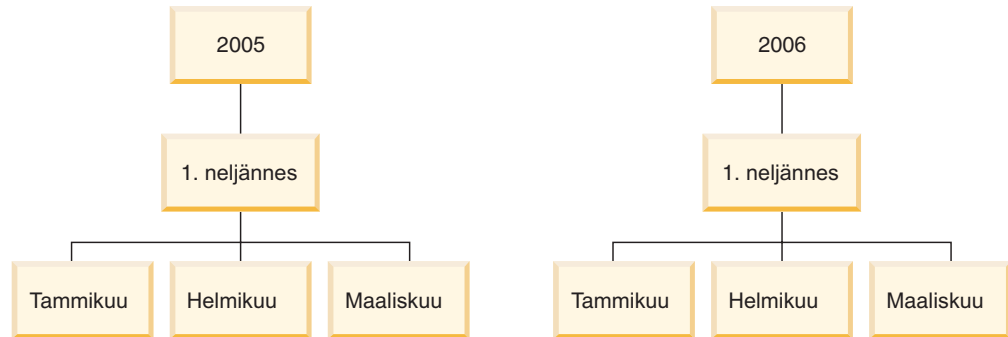 2005
1. neljännes
Tammikuu
Helmikuu
Maaliskuu
2006
1. neljännes
Tammikuu
Helmikuu
Maaliskuu